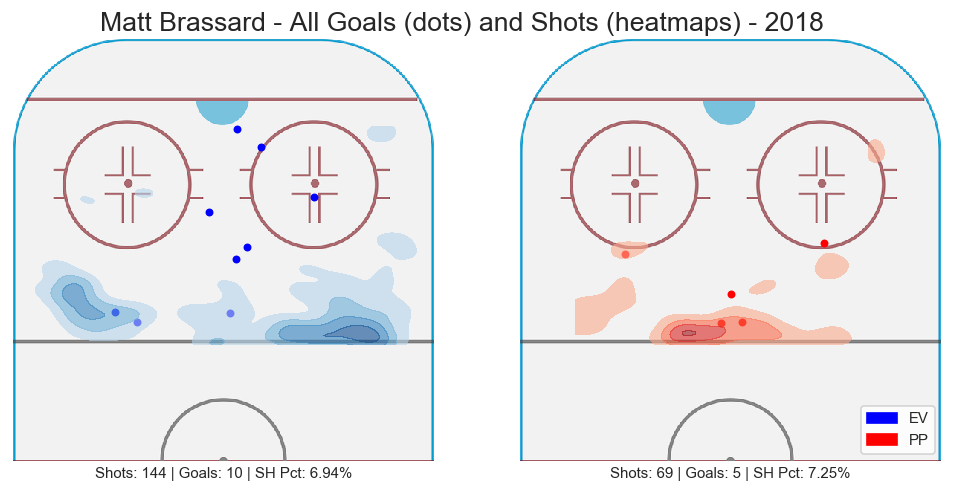 Matt Brassard - All Goals (dots) and Shots (heatmaps) - 2018
EV
PP
Shots: 144 | Goals: 10 | SH Pct: 6.94%
Shots: 69 | Goals: 5 | SH Pct: 7.25%